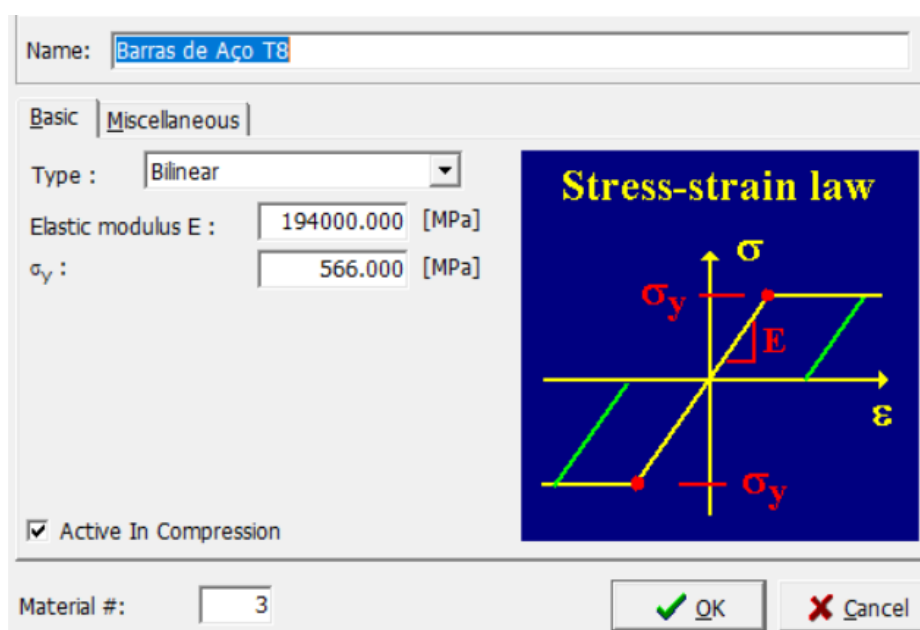 Name: Barras de Aço T8
Basic Miscellaneous
Type : Bilinear
Elastic modulus E : 194000.000 [MPa]
σy : 566.000 [MPa]
Stress-strain law
σ
σy
E
ε
σy
Active In Compression
Material #: 3
OK Cancel